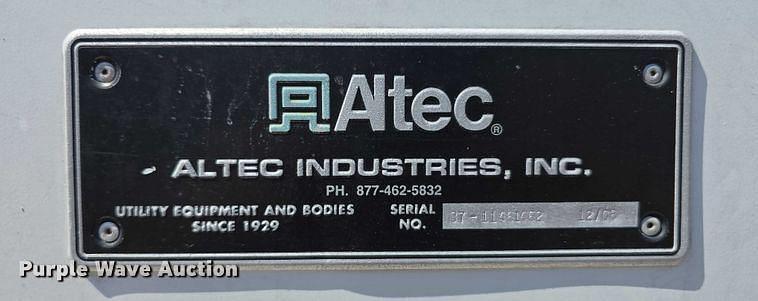 Altec®
ALTEC INDUSTRIES, INC.
PH. 877-462-5832
UTILITY EQUIPMENT AND BODIES
SINCE 1929
SERIAL
NO.
Purple Wave Auction